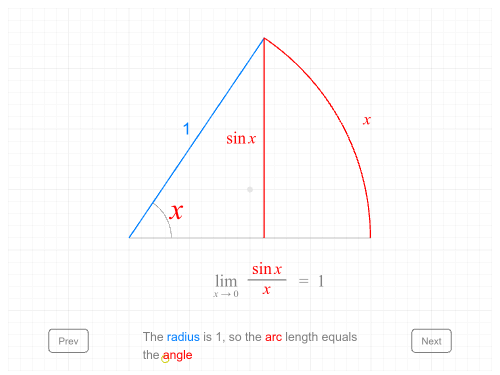 1
sin x
x
x
lim x → 0 sin x / x = 1
Prev
The radius is 1, so the arc length equals
the angle
Next